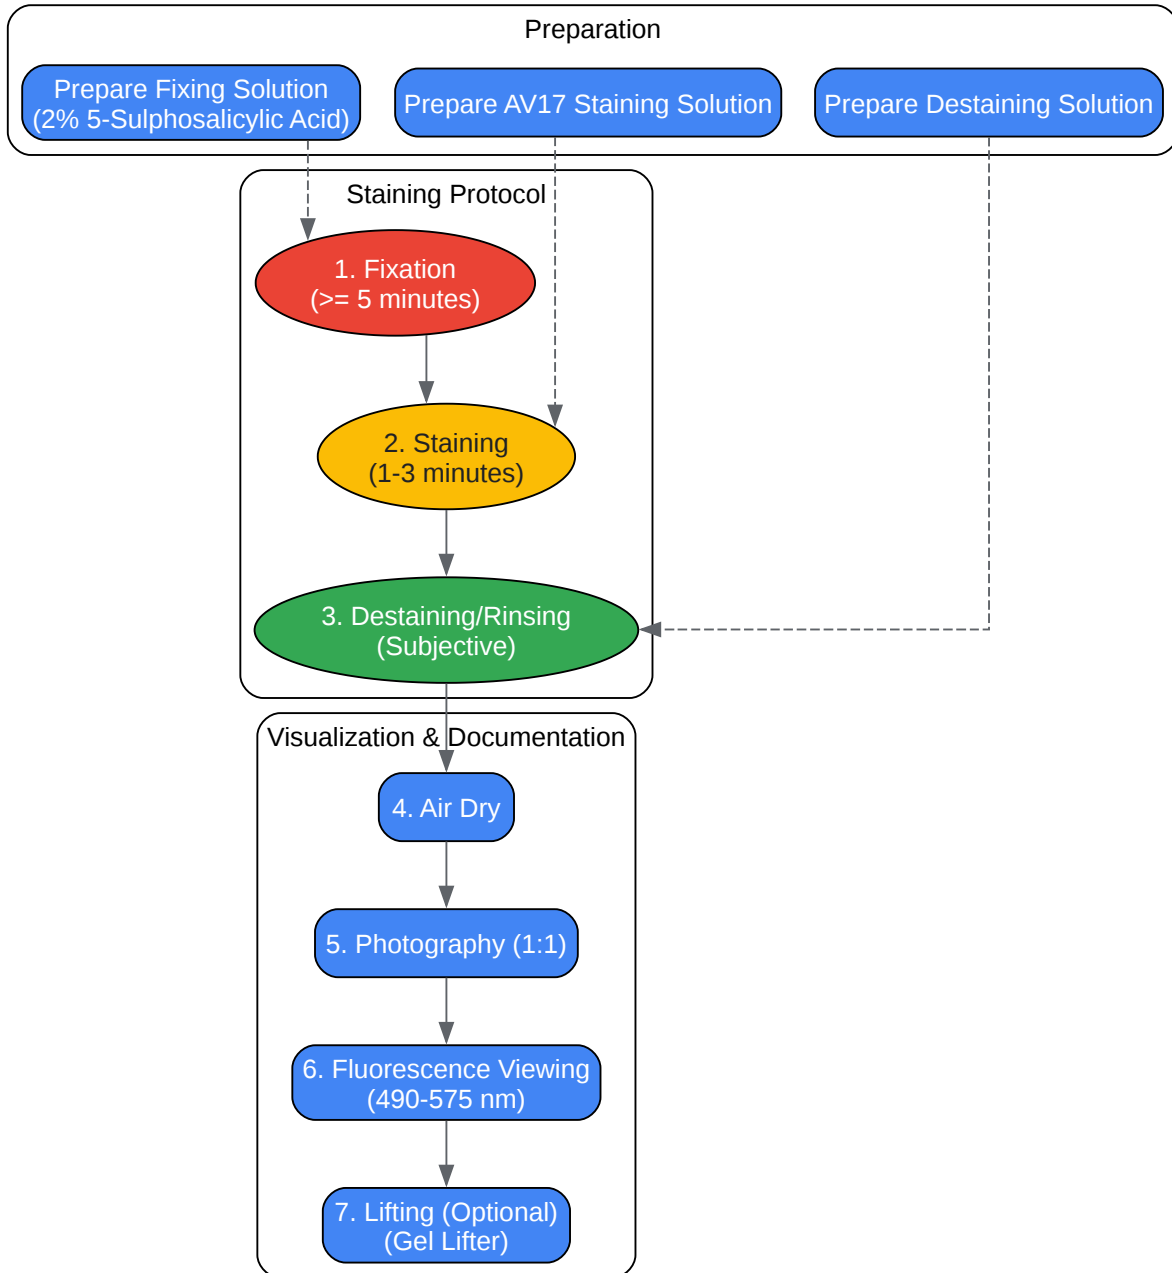 Preparation
Prepare Fixing Solution
(2% 5-Sulphosalicylic Acid)
Prepare AV17 Staining Solution
Prepare Destaining Solution
Staining Protocol
1. Fixation
(>= 5 minutes)
2. Staining
(1-3 minutes)
3. Destaining/Rinsing
(Subjective)
Visualization & Documentation
4. Air Dry
5. Photography (1:1)
6. Fluorescence Viewing
(490-575 nm)
7. Lifting (Optional)
(Gel Lifter)